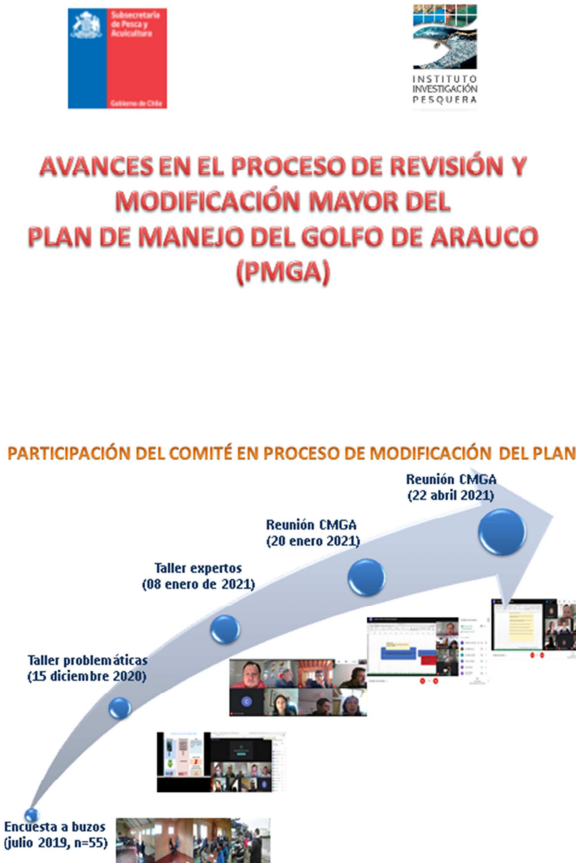 Subsecretaría
de Pesca y
Acuicultura
Gobierno de Chile
INSTITUTO
INVESTIGACIÓN
PESQUERA
AVANCES EN EL PROCESO DE REVISIÓN Y
MODIFICACIÓN MAYOR DEL
PLAN DE MANEJO DEL GOLFO DE ARAUCO
(PMGA)
PARTICIPACIÓN DEL COMITÉ EN PROCESO DE MODIFICACIÓN DEL PLAN
Reunión CMGA
(22 abril 2021)
Reunión CMGA
(20 enero 2021)
Taller expertos
(08 enero de 2021)
Taller problemáticas
(15 diciembre 2020)
Encuesta a buzos
(julio 2019, n=55)